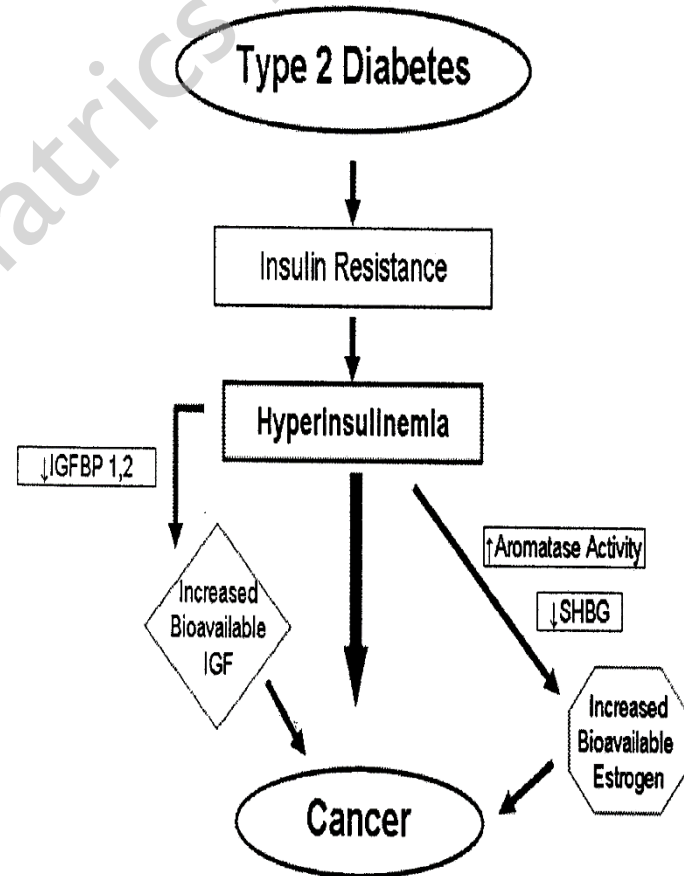 Type 2 Diabetes
Insulin Resistance
Hyperinsulinemia
↓IGFBP 1,2
↑Aromatase Activity
↓SHBG
Increased
Bioavailable
IGF
Increased
Bioavailable
Estrogen
Cancer